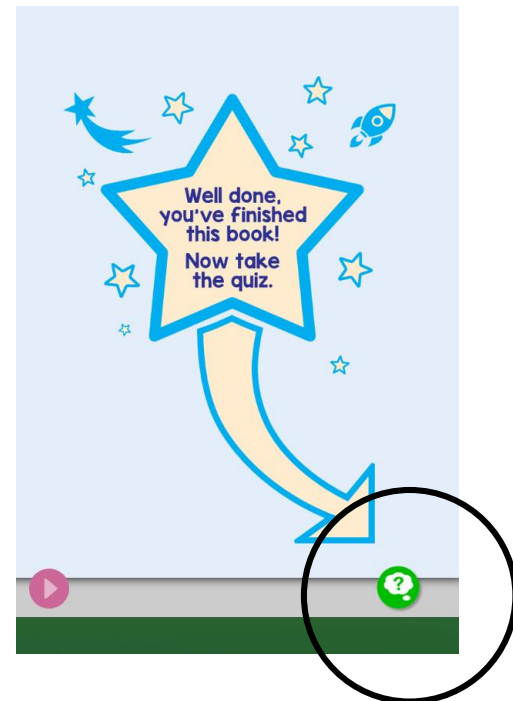 Well done,
you've finished
this book!
Now take
the quiz.
?